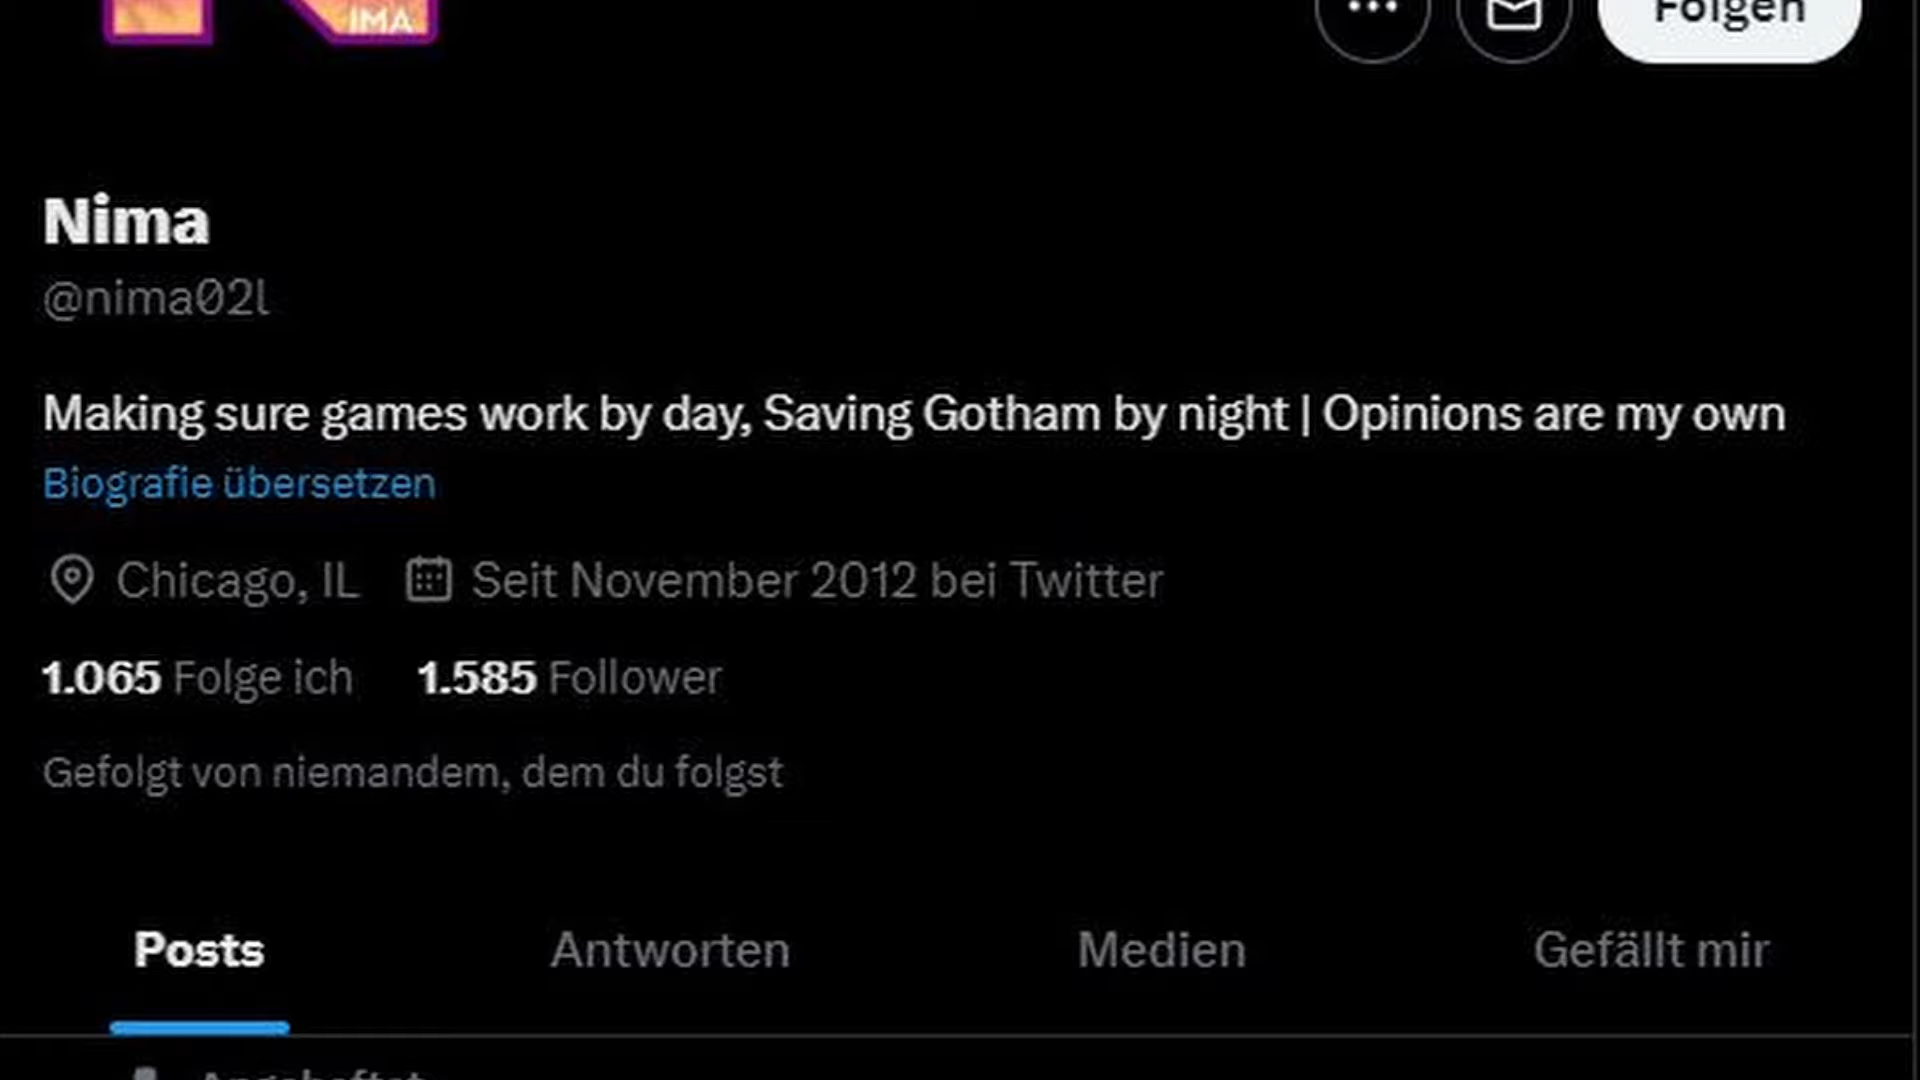 IMA
Folgen
Nima
@nima02l
Making sure games work by day, Saving Gotham by night | Opinions are my own
Biografie übersetzen
Chicago, IL Seit November 2012 bei Twitter
1.065 Folge ich 1.585 Follower
Gefolgt von niemandem, dem du folgst
Posts Antworten Medien Gefällt mir
Angeheftet